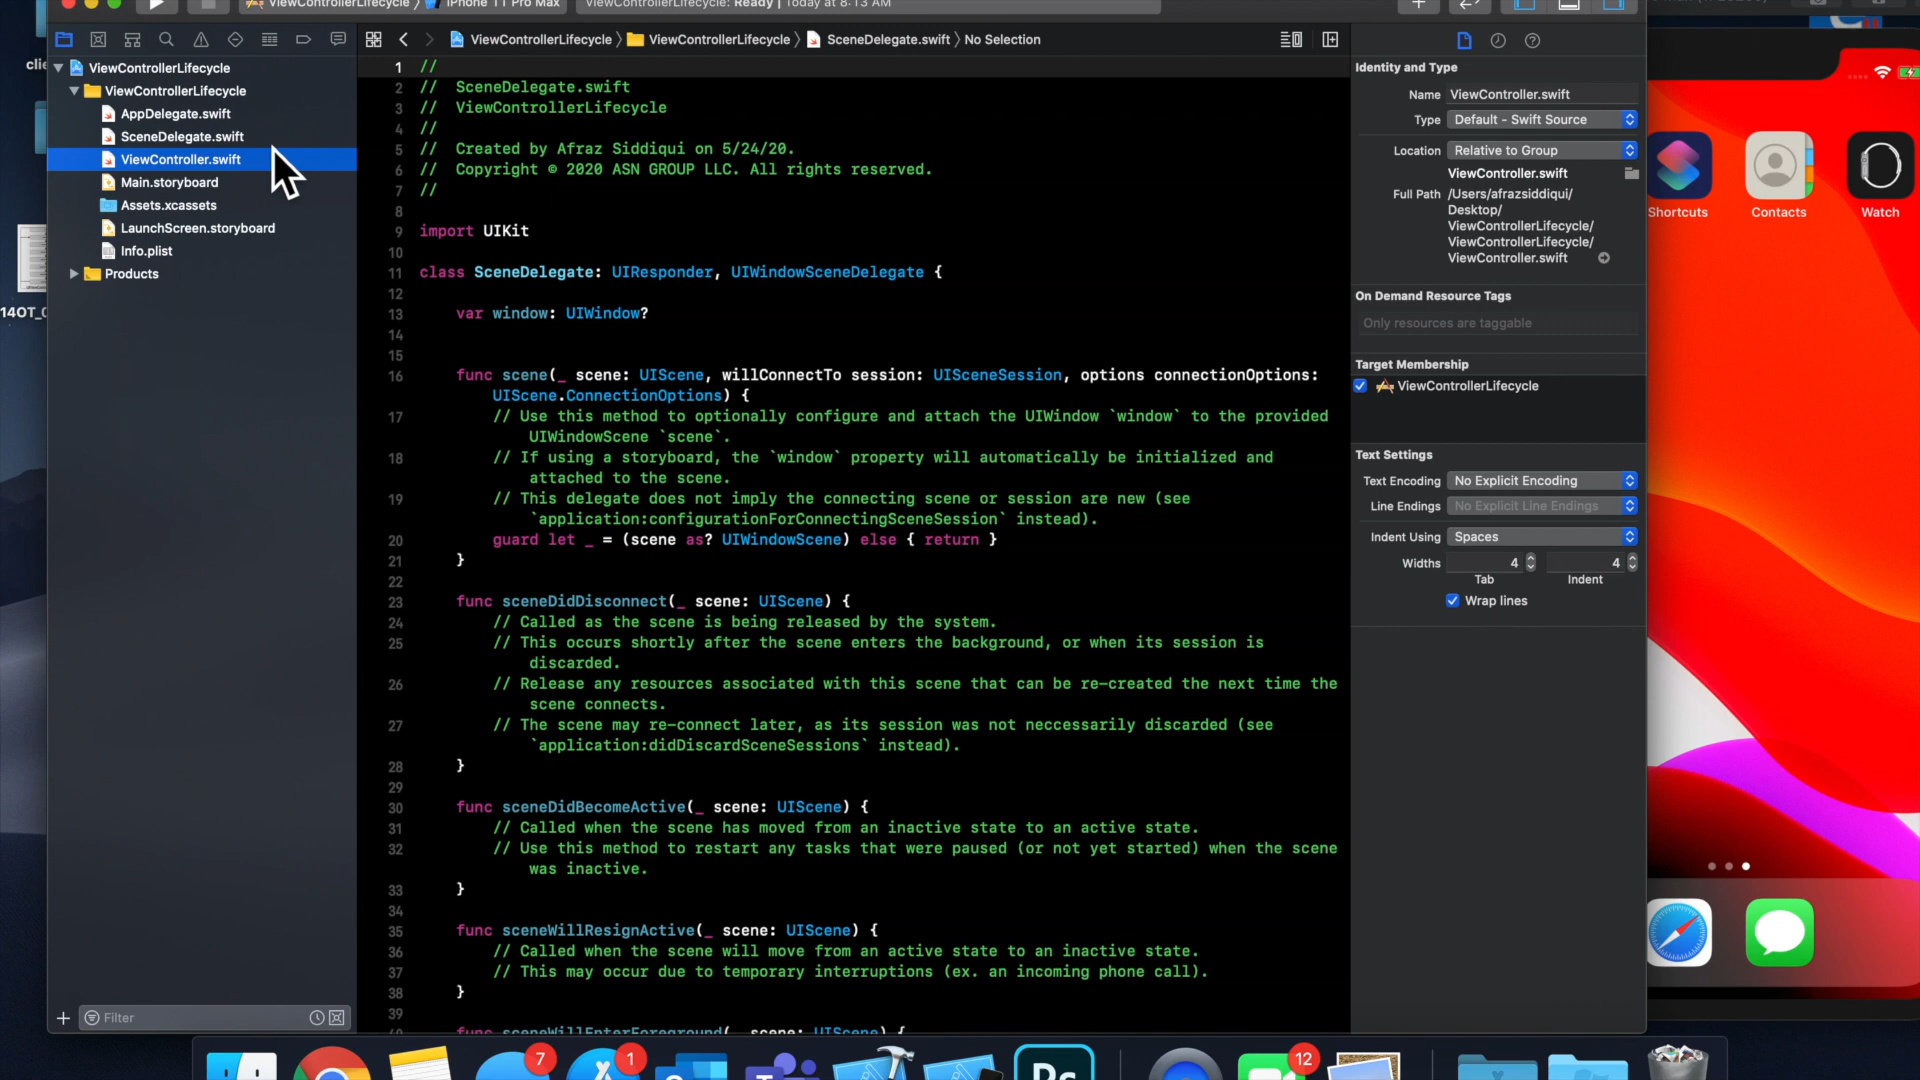 ViewControllerLifecycle 〉 iPhone 11 Pro Max
ViewControllerLifecycle: Ready | Today at 8:13 AM
ViewControllerLifecycle 〉 ViewControllerLifecycle 〉 SceneDelegate.swift 〉 No Selection
ViewControllerLifecycle
ViewControllerLifecycle
AppDelegate.swift
SceneDelegate.swift
ViewController.swift
Main.storyboard
Assets.xcassets
LaunchScreen.storyboard
Info.plist
Products
Filter
clie
14OT_0
1 //
2 // SceneDelegate.swift
3 // ViewControllerLifecycle
4 //
5 // Created by Afraz Siddiqui on 5/24/20.
6 // Copyright © 2020 ASN GROUP LLC. All rights reserved.
7 //
8
9 import UIKit
10
11 class SceneDelegate: UIResponder, UIWindowSceneDelegate {
12
13 var window: UIWindow?
14
15
16 func scene(_ scene: UIScene, willConnectTo session: UISceneSession, options connectionOptions:
UIScene.ConnectionOptions) {
17 // Use this method to optionally configure and attach the UIWindow `window` to the provided
UIWindowScene `scene`.
18 // If using a storyboard, the `window` property will automatically be initialized and
attached to the scene.
19 // This delegate does not imply the connecting scene or session are new (see
`application:configurationForConnectingSceneSession` instead).
20 guard let _ = (scene as? UIWindowScene) else { return }
21 }
22
23 func sceneDidDisconnect(_ scene: UIScene) {
24 // Called as the scene is being released by the system.
25 // This occurs shortly after the scene enters the background, or when its session is
discarded.
26 // Release any resources associated with this scene that can be re-created the next time the
scene connects.
27 // The scene may re-connect later, as its session was not neccessarily discarded (see
`application:didDiscardSceneSessions` instead).
28 }
29
30 func sceneDidBecomeActive(_ scene: UIScene) {
31 // Called when the scene has moved from an inactive state to an active state.
32 // Use this method to restart any tasks that were paused (or not yet started) when the scene
was inactive.
33 }
34
35 func sceneWillResignActive(_ scene: UIScene) {
36 // Called when the scene will move from an active state to an inactive state.
37 // This may occur due to temporary interruptions (ex. an incoming phone call).
38 }
39
func sceneWillEnterForeground(_ scene: UIScene) {
Identity and Type
Name ViewController.swift
Type Default - Swift Source
Location Relative to Group
ViewController.swift
Full Path /Users/afrazsiddiqui/
Desktop/
ViewControllerLifecycle/
ViewControllerLifecycle/
ViewController.swift
On Demand Resource Tags
Only resources are taggable
Target Membership
ViewControllerLifecycle
Text Settings
Text Encoding No Explicit Encoding
Line Endings No Explicit Line Endings
Indent Using Spaces
Widths 4 4
Tab Indent
Wrap lines
Shortcuts
Contacts
Watch
7
1
12
Ps